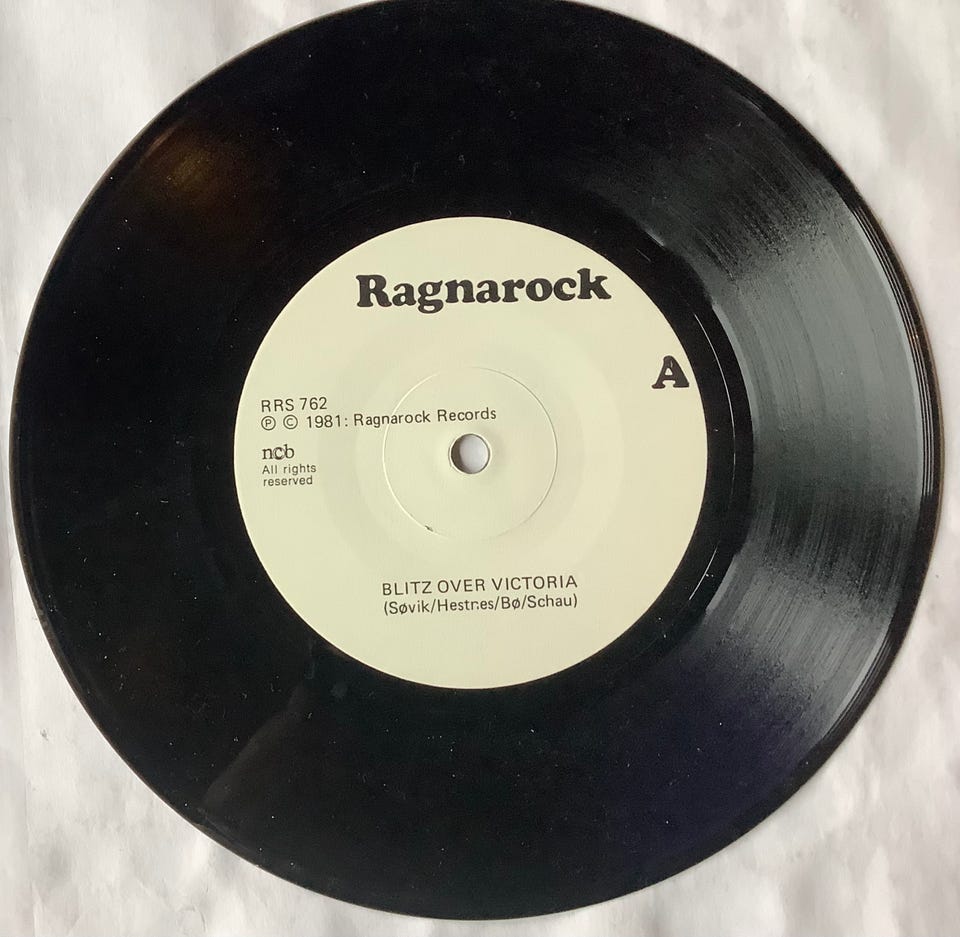 Ragnarock
A
RRS 762
Ⓟ © 1981: Ragnarock Records
ncb
All rights
reserved
BLITZ OVER VICTORIA
(Søvik/Hestnes/Bø/Schau)